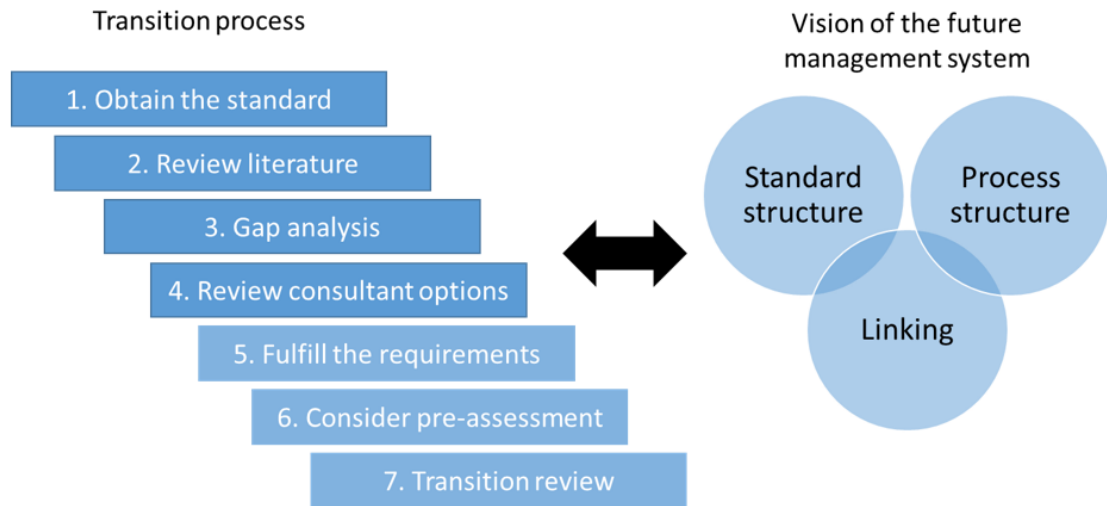 Transition process
1. Obtain the standard
2. Review literature
3. Gap analysis
4. Review consultant options
5. Fulfill the requirements
6. Consider pre-assessment
7. Transition review
Vision of the future
management system
Standard
structure
Process
structure
Linking